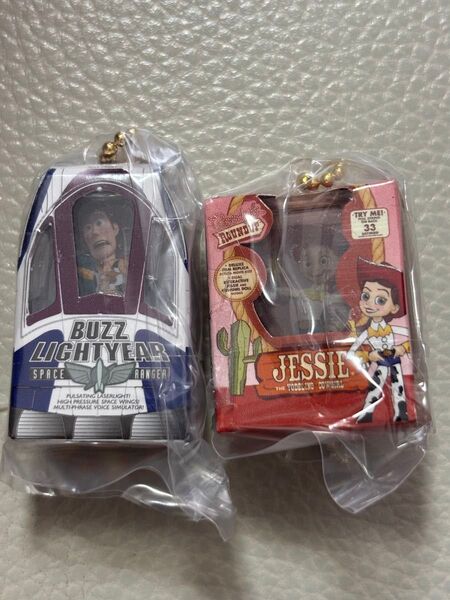 BUZZ
LIGHTYEAR
SPACE RANGER
PULSATING LASERLIGHT!
HIGH PRESSURE SPACE WINGS!
MULTI-PHRASE VOICE SIMULATOR!
ROUNDUP
TRY ME!
33
JESSIE
THE YODELING COWGIRL